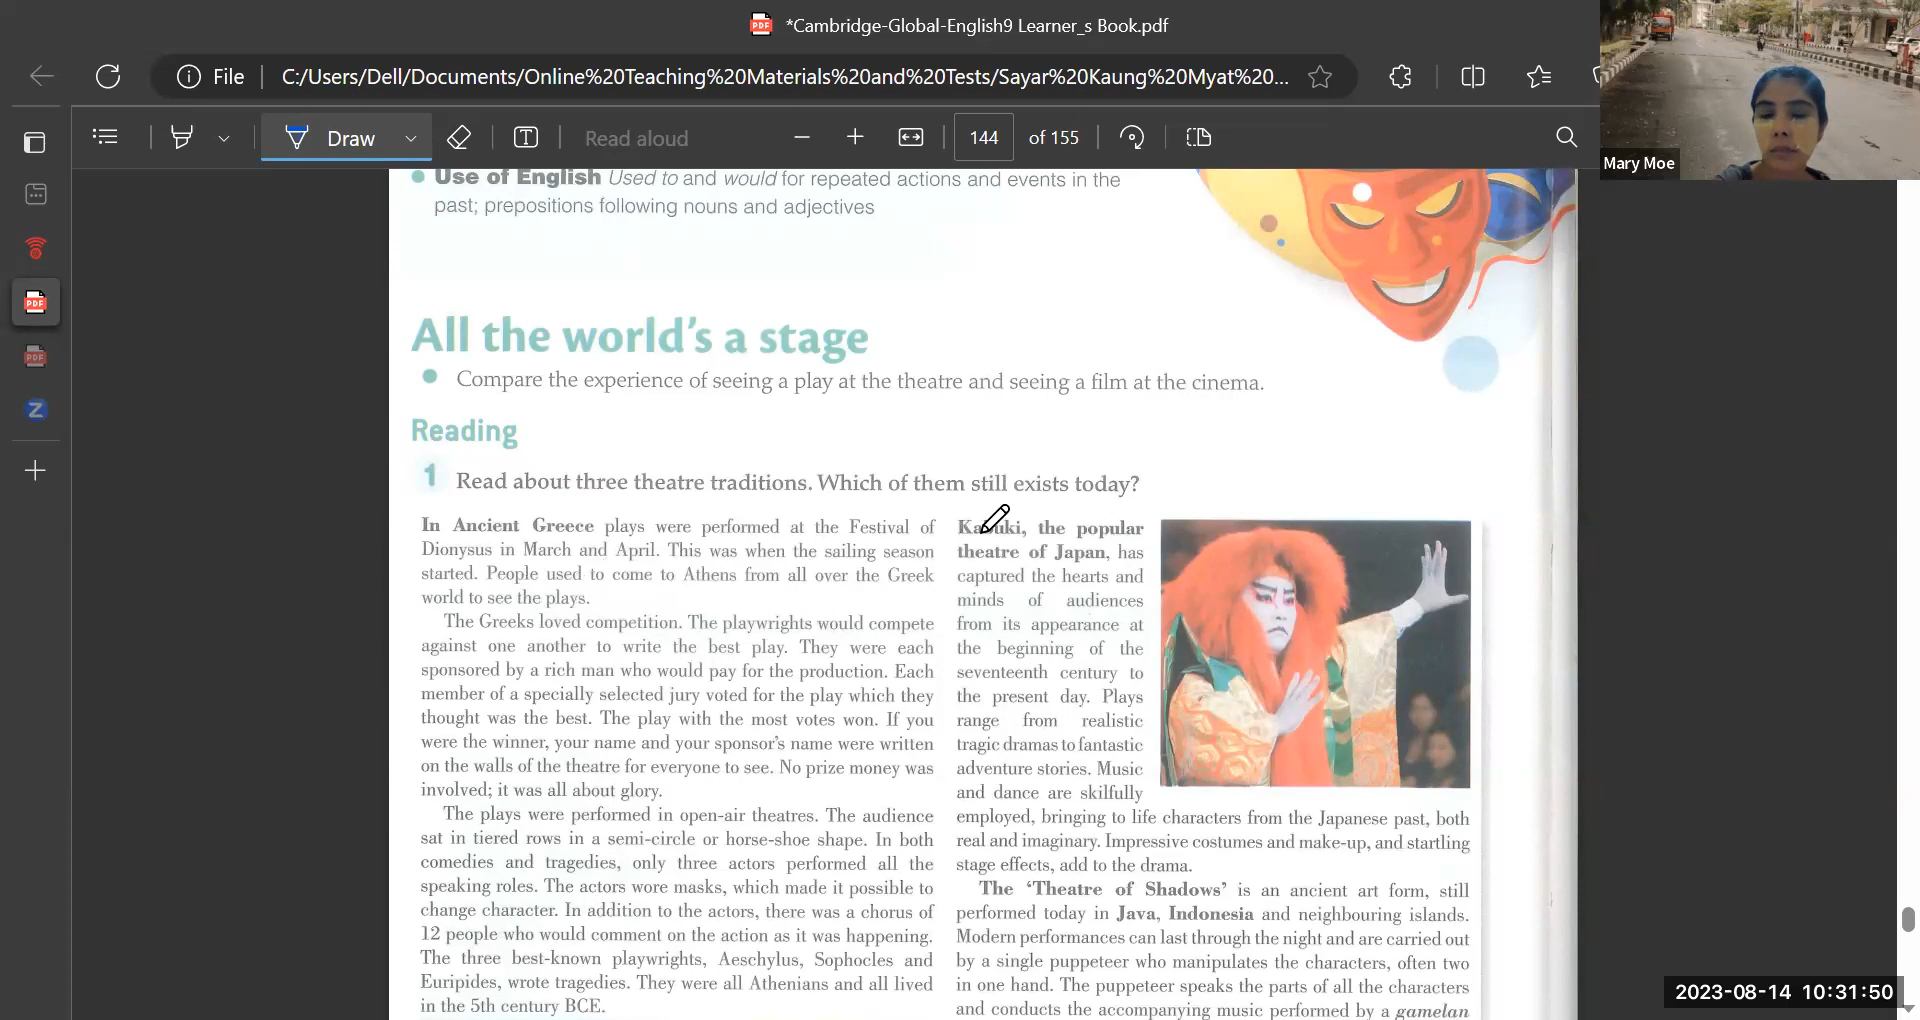 *Cambridge-Global-English9 Learner_s Book.pdf
File
C:/Users/Dell/Documents/Online%20Teaching%20Materials%20and%20Tests/Sayar%20Kaung%20Myat%20...
Draw
Read aloud
144 of 155
Mary Moe
Use of English Used to and would for repeated actions and events in the
past; prepositions following nouns and adjectives
All the world's a stage
Compare the experience of seeing a play at the theatre and seeing a film at the cinema.
Reading
1 Read about three theatre traditions. Which of them still exists today?
In Ancient Greece plays were performed at the Festival of
Dionysus in March and April. This was when the sailing season
started. People used to come to Athens from all over the Greek
world to see the plays.
The Greeks loved competition. The playwrights would compete
against one another to write the best play. They were each
sponsored by a rich man who would pay for the production. Each
member of a specially selected jury voted for the play which they
thought was the best. The play with the most votes won. If you
were the winner, your name and your sponsor's name were written
on the walls of the theatre for everyone to see. No prize money was
involved; it was all about glory.
The plays were performed in open-air theatres. The audience
sat in tiered rows in a semi-circle or horse-shoe shape. In both
comedies and tragedies, only three actors performed all the
speaking roles. The actors wore masks, which made it possible to
change character. In addition to the actors, there was a chorus of
12 people who would comment on the action as it was happening.
The three best-known playwrights, Aeschylus, Sophocles and
Euripides, wrote tragedies. They were all Athenians and all lived
in the 5th century BCE.
Kabuki, the popular
theatre of Japan, has
captured the hearts and
minds of audiences
from its appearance at
the beginning of the
seventeenth century to
the present day. Plays
range from realistic
tragic dramas to fantastic
adventure stories. Music
and dance are skilfully
employed, bringing to life characters from the Japanese past, both
real and imaginary. Impressive costumes and make-up, and startling
stage effects, add to the drama.
The ‘Theatre of Shadows’ is an ancient art form, still
performed today in Java, Indonesia and neighbouring islands.
Modern performances can last through the night and are carried out
by a single puppeteer who manipulates the characters, often two
in one hand. The puppeteer speaks the parts of all the characters
and conducts the accompanying music performed by a gamelan
2023-08-14 10:31:50